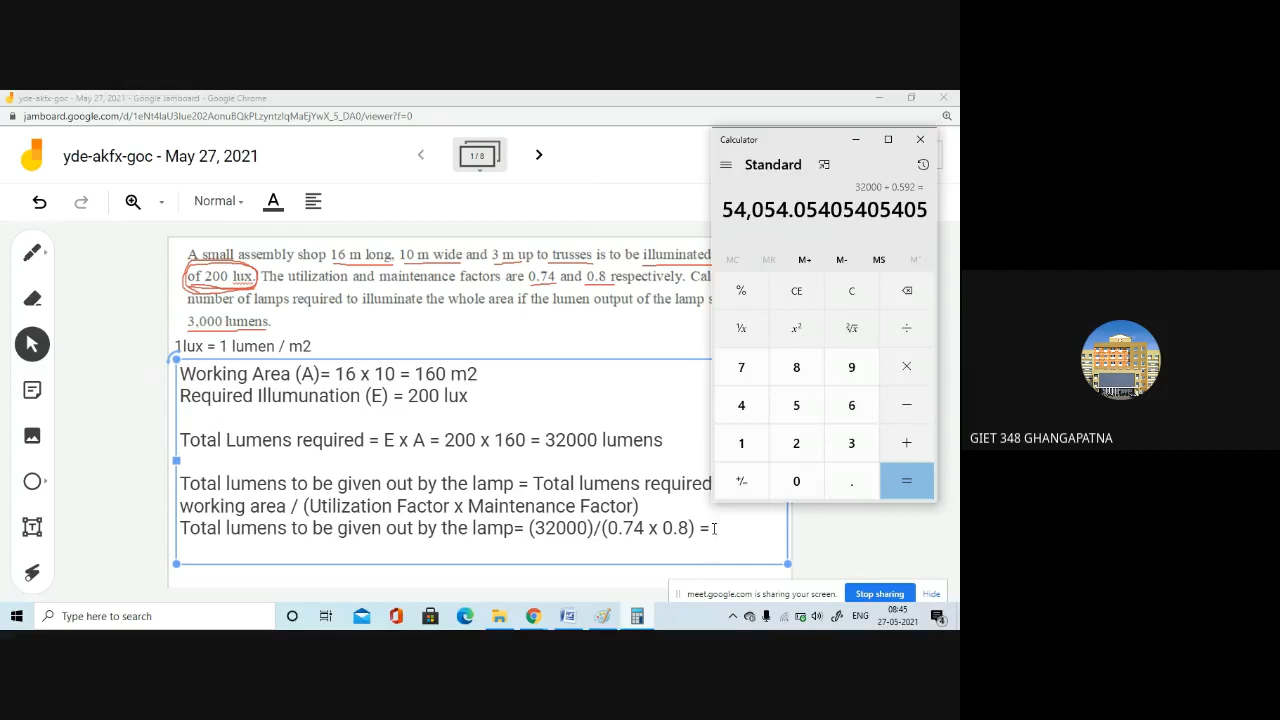 yde-akfx-goc - May 27, 2021 - Google Jamboard - Google Chrome
jamboard.google.com/d/1eNt4laU3Iue202AonuBQkPLzyntzlqMaEjYwX_5_DA0/viewer?f=0
yde-akfx-goc - May 27, 2021
1 / 8
Normal
A small assembly shop 16 m long, 10 m wide and 3 m up to trusses is to be illuminated
of 200 lux. The utilization and maintenance factors are 0.74 and 0.8 respectively. Cal
number of lamps required to illuminate the whole area if the lumen output of the lamp s
3,000 lumens.
1lux = 1 lumen / m2
Working Area (A)= 16 x 10 = 160 m2
Required Illumunation (E) = 200 lux
Total Lumens required = E x A = 200 x 160 = 32000 lumens
Total lumens to be given out by the lamp = Total lumens required
working area / (Utilization Factor x Maintenance Factor)
Total lumens to be given out by the lamp= (32000)/(0.74 x 0.8) =
Calculator
Standard
32000 ÷ 0.592 =
54,054.05405405405
MC MR M+ M- MS M˅
% CE C
¹/x x² ²√x ÷
7 8 9 ×
4 5 6 −
1 2 3 +
+/- 0 . =
GIET 348 GHANGAPATNA
meet.google.com is sharing your screen. Stop sharing Hide
Type here to search
ENG
08:45
27-05-2021
4